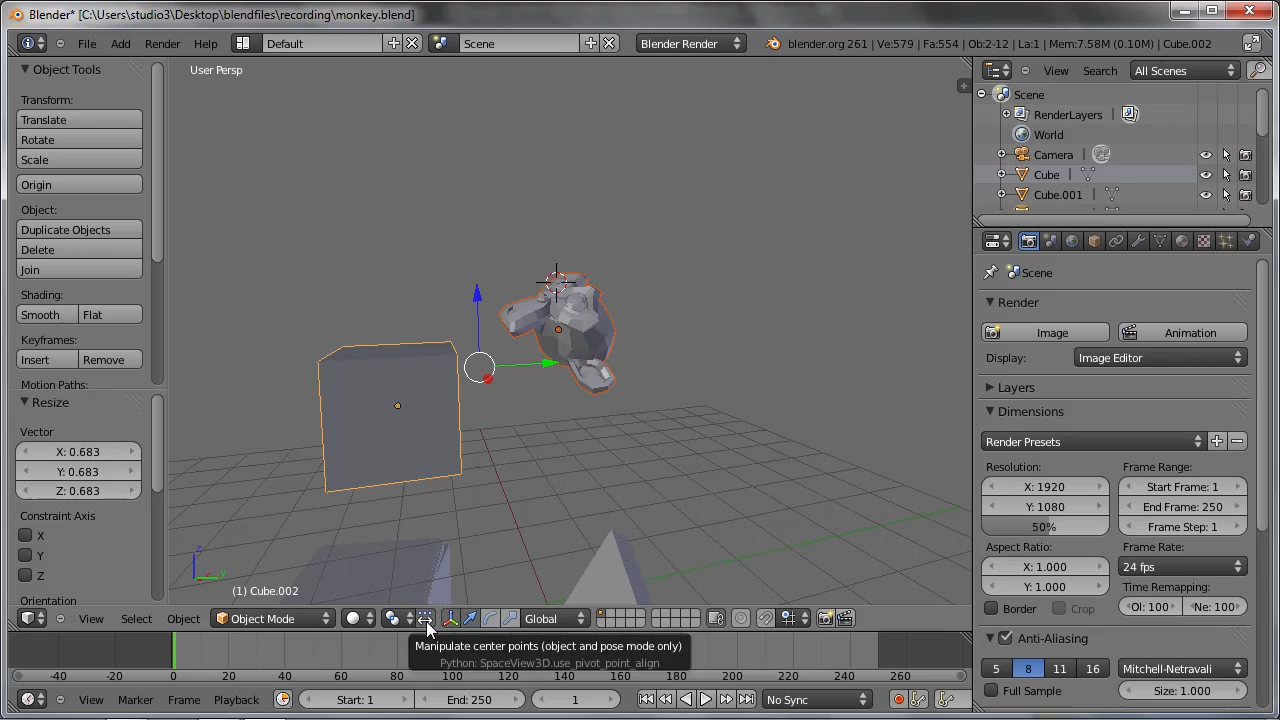 Blender* [C:\Users\studio3\Desktop\blendfiles\recording\monkey.blend]
File Add Render Help Default Scene Blender Render blender.org 261 | Ve:579 | Fa:554 | Ob:2-12 | La:1 | Mem:7.58M (0.10M) | Cube.002
Object Tools
Transform:
Translate
Rotate
Scale
Origin
Object:
Duplicate Objects
Delete
Join
Shading:
Smooth Flat
Keyframes:
Insert Remove
Motion Paths:
Resize
Vector
X: 0.683
Y: 0.683
Z: 0.683
Constraint Axis
X
Y
Z
Orientation
User Persp
z
y
(1) Cube.002
View Select Object Object Mode Global
Manipulate center points (object and pose mode only)
Python: SpaceView3D.use_pivot_point_align
-40 -20 0 20 40 60 80 100 120 140 160 180 200 220 240 260
View Marker Frame Playback Start: 1 End: 250 1 No Sync
View Search All Scenes
Scene
RenderLayers
World
Camera
Cube
Cube.001
Scene
Render
Image Animation
Display: Image Editor
Layers
Dimensions
Render Presets
Resolution: Frame Range:
X: 1920 Start Frame: 1
Y: 1080 End Frame: 250
50% Frame Step: 1
Aspect Ratio: Frame Rate:
X: 1.000 24 fps
Y: 1.000 Time Remapping:
Border Crop Ol: 100 Ne: 100
Anti-Aliasing
5 8 11 16 Mitchell-Netravali
Full Sample Size: 1.000